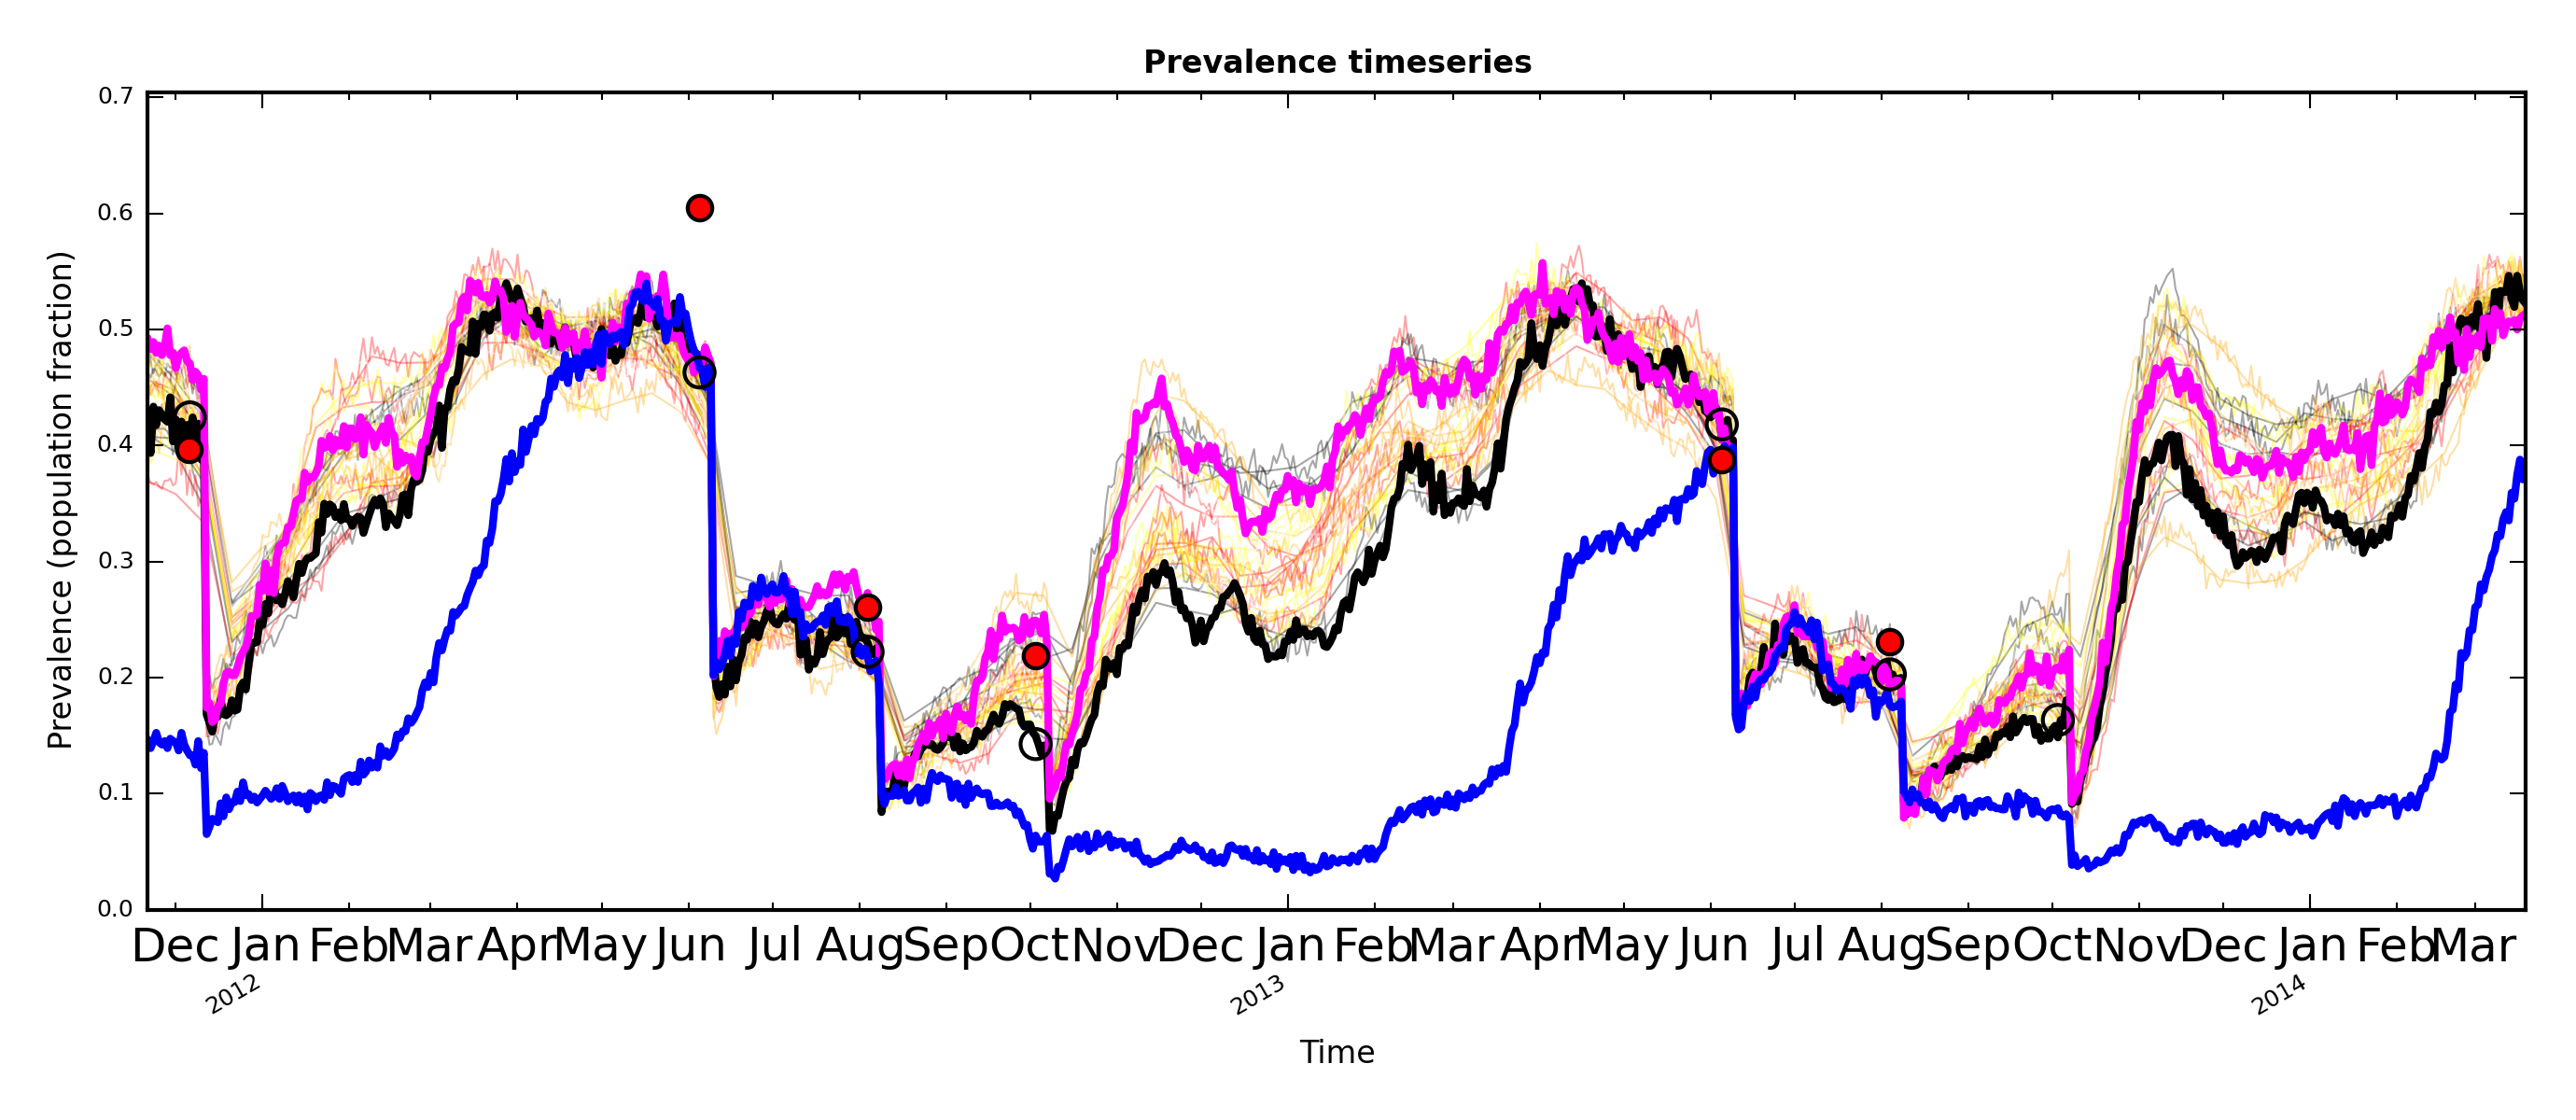 Prevalence timeseries
Prevalence (population fraction)
0.7
0.6
0.5
0.4
0.3
0.2
0.1
0.0
Dec Jan Feb Mar Apr May Jun Jul Aug Sep Oct Nov Dec Jan Feb Mar Apr May Jun Jul Aug Sep Oct Nov Dec Jan Feb Mar
2012 2013 2014
Time